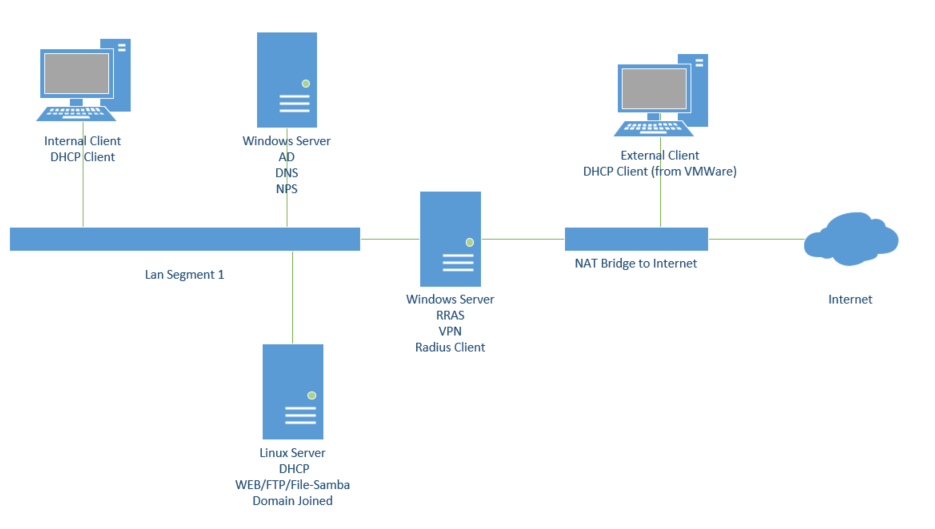 Internal Client
DHCP Client
Windows Server
AD
DNS
NPS
External Client
DHCP Client (from VMWare)
Lan Segment 1
NAT Bridge to Internet
Windows Server
RRAS
VPN
Radius Client
Internet
Linux Server
DHCP
WEB/FTP/File-Samba
Domain Joined